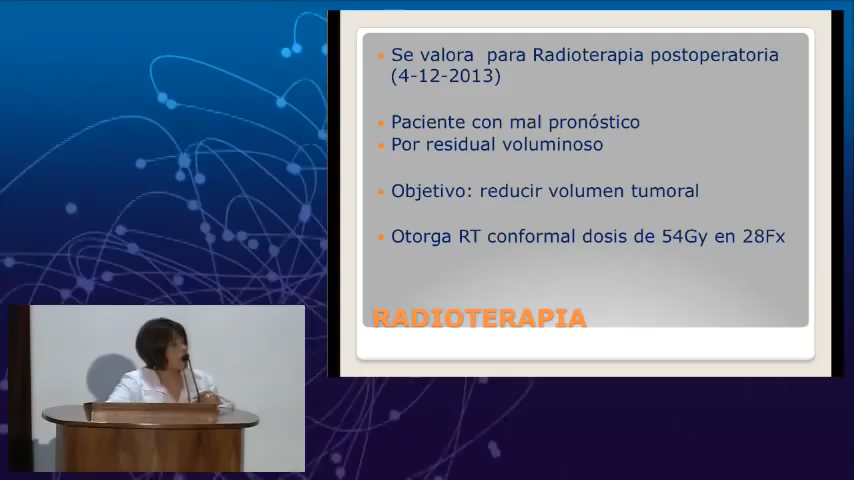 Se valora para Radioterapia postoperatoria
(4-12-2013)
Paciente con mal pronóstico
Por residual voluminoso
Objetivo: reducir volumen tumoral
Otorga RT conformal dosis de 54Gy en 28Fx
RADIOTERAPIA